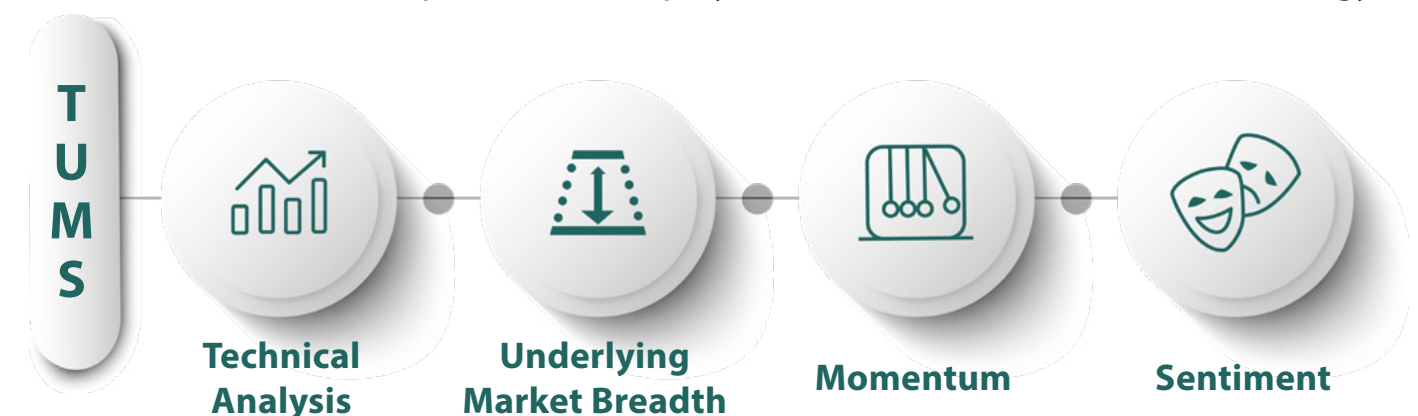 T
U
M
S
Technical
Analysis
Underlying
Market Breadth
Momentum
Sentiment